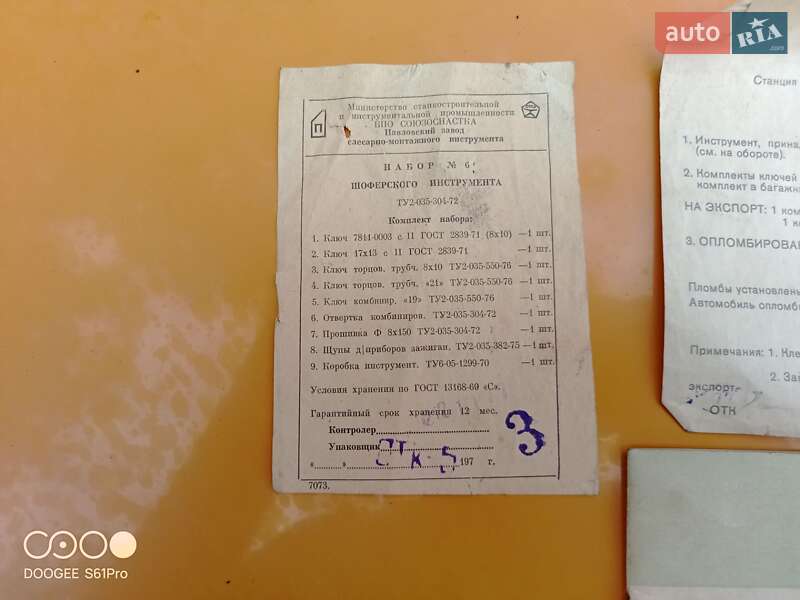 auto RIA.com
Министерство станкостроительной
и инструментальной промышленности
ВПО СОЮЗОСНАСТКА
Павловский завод
слесарно-монтажного инструмента
П
НАБОР № 6
ШОФЕРСКОГО ИНСТРУМЕНТА
ТУ2-035-304-72
Комплект набора:
1. Ключ 7811-0003 с 11 ГОСТ 2839-71 (8х10) —1 шт.
2. Ключ 17х13 с 11 ГОСТ 2839-71 —1 шт.
3. Ключ торцов. трубч. 8х10 ТУ2-035-550-76 —1 шт.
4. Ключ торцов. трубч. «21» ТУ2-035-550-76 —1 шт.
5. Ключ комбинир. «19» ТУ2-035-550-76 —1 шт.
6. Отвертка комбиниров. ТУ2-035-304-72 —1 шт.
7. Прошивка Ф 8х150 ТУ2-035-304-72 —1 шт.
8. Щупы д|приборов зажиган. ТУ2-035-382-75 —1 шт.
9. Коробка инструмент. ТУ6-05-1299-70 —1 шт.
Условия хранения по ГОСТ 13168-69 «С».
Гарантийный срок хранения 12 мес.
Контролер
Упаковщик
« » 197 г.
3
7073.
Станция
1. Инструмент, прина
(см. на обороте).
2. Комплекты ключей
комплект в багажн
НА ЭКСПОРТ: 1 ком
1 к
3. ОПЛОМБИРОВА
Пломбы установлены
Автомобиль опломб
Примечания: 1. Кле
2. За
экспорт-
-ОТК
DOOGEE S61Pro